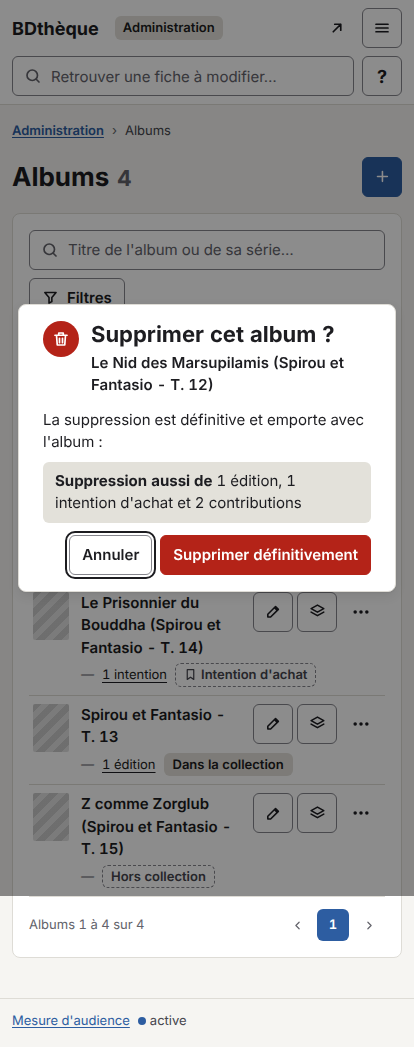 BDthèque Administration
Retrouver une fiche à modifier... ?
Administration › Albums
Albums 4
+
Titre de l'album ou de sa série...
Filtres
Supprimer cet album ?
Le Nid des Marsupilamis (Spirou et
Fantasio - T. 12)
La suppression est définitive et emporte avec
l'album :
Suppression aussi de 1 édition, 1
intention d'achat et 2 contributions
Annuler Supprimer définitivement
Le Prisonnier du
Bouddha (Spirou et
Fantasio - T. 14)
— 1 intention Intention d'achat
Spirou et Fantasio -
T. 13
— 1 édition Dans la collection
Z comme Zorglub
(Spirou et Fantasio -
T. 15)
— Hors collection
Albums 1 à 4 sur 4 ‹ 1 ›
Mesure d'audience active